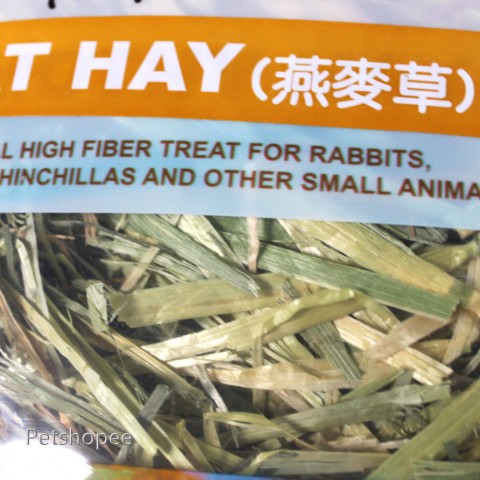 T HAY (燕麥草)
L HIGH FIBER TREAT FOR RABBITS,
HINCHILLAS AND OTHER SMALL ANIMA
Petshopee